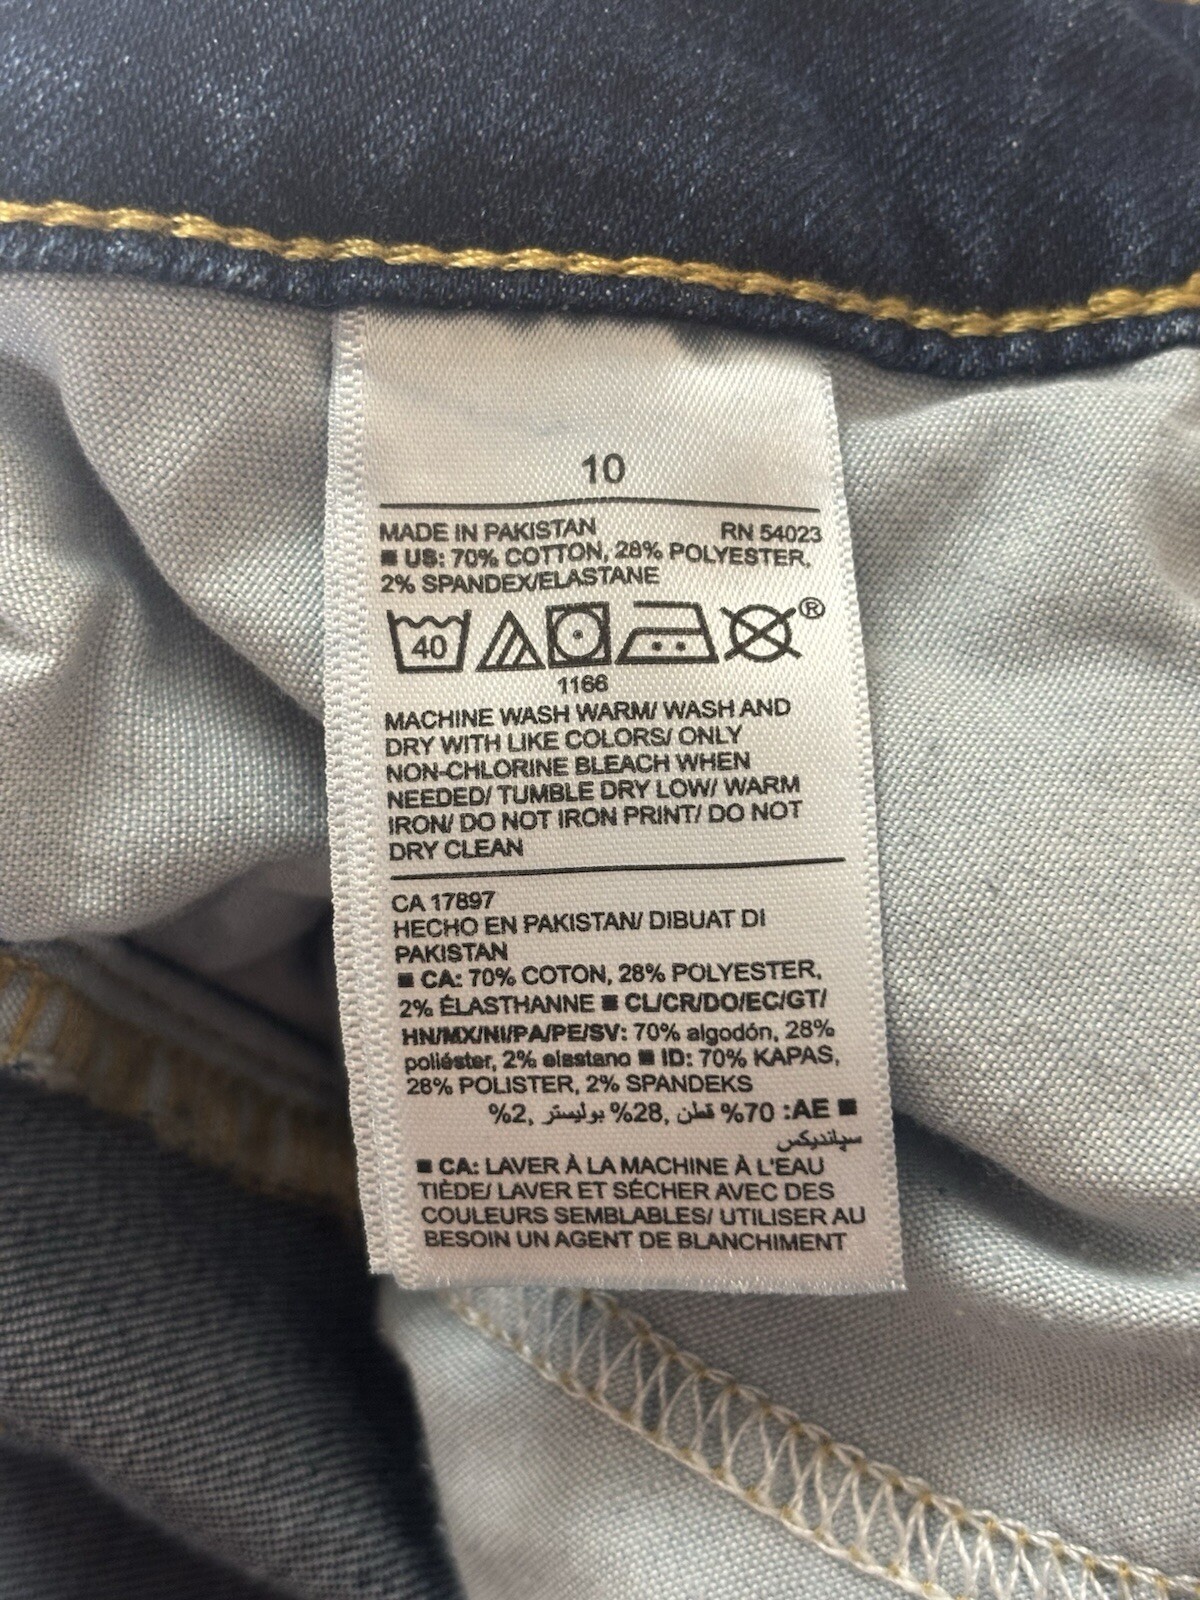 10
MADE IN PAKISTAN RN 54023
■ US: 70% COTTON, 28% POLYESTER,
2% SPANDEX/ELASTANE
40 ®
1166
MACHINE WASH WARM/ WASH AND
DRY WITH LIKE COLORS/ ONLY
NON-CHLORINE BLEACH WHEN
NEEDED/ TUMBLE DRY LOW/ WARM
IRON/ DO NOT IRON PRINT/ DO NOT
DRY CLEAN
CA 17897
HECHO EN PAKISTAN/ DIBUAT DI
PAKISTAN
■ CA: 70% COTON, 28% POLYESTER,
2% ÉLASTHANNE ■ CL/CR/DO/EC/GT/
HN/MX/NI/PA/PE/SV: 70% algodón, 28%
poliéster, 2% elastano ■ ID: 70% KAPAS,
28% POLISTER, 2% SPANDEKS
■ AE: 70% قطن, 28% بوليستر, 2%
سپانديكس
■ CA: LAVER À LA MACHINE À L'EAU
TIÈDE/ LAVER ET SÉCHER AVEC DES
COULEURS SEMBLABLES/ UTILISER AU
BESOIN UN AGENT DE BLANCHIMENT